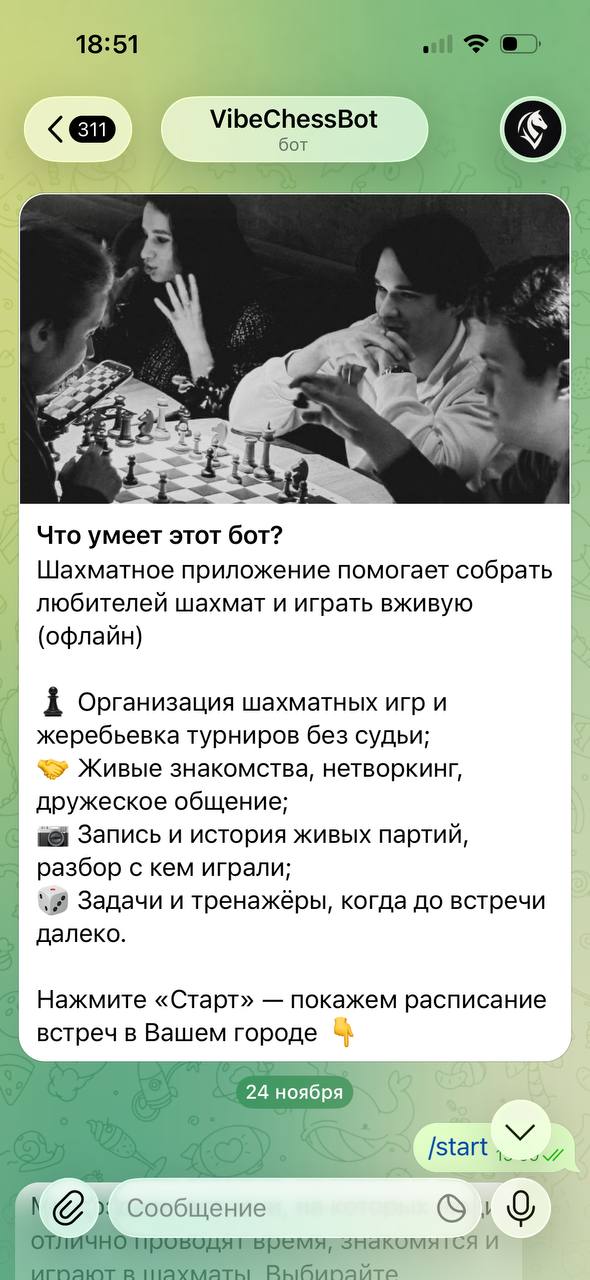 18:51
311
VibeChessBot
бот
Что умеет этот бот?
Шахматное приложение помогает собрать
любителей шахмат и играть вживую
(офлайн)
♟️ Организация шахматных игр и
жеребьевка турниров без судьи;
🤝 Живые знакомства, нетворкинг,
дружеское общение;
📷 Запись и история живых партий,
разбор с кем играли;
🎲 Задачи и тренажёры, когда до встречи
далеко.
Нажмите «Старт» — покажем расписание
встреч в Вашем городе 👇
24 ноября
/start
Сообщение
отлично проводят время, знакомятся и
играют в шахматы. Выбирайте